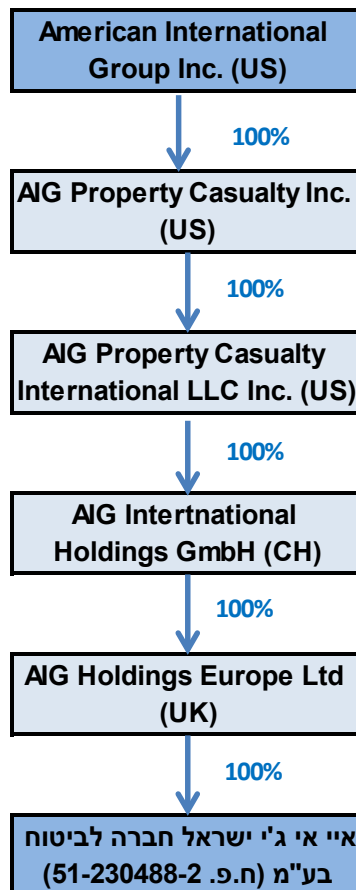 American International
Group Inc. (US)
100%
AIG Property Casualty Inc.
(US)
100%
AIG Property Casualty
International LLC Inc. (US)
100%
AIG Intertnational
Holdings GmbH (CH)
100%
AIG Holdings Europe Ltd
(UK)
100%
איי אי ג'י ישראל חברה לביטוח
בע"מ (ח.פ. 51-230488-2)